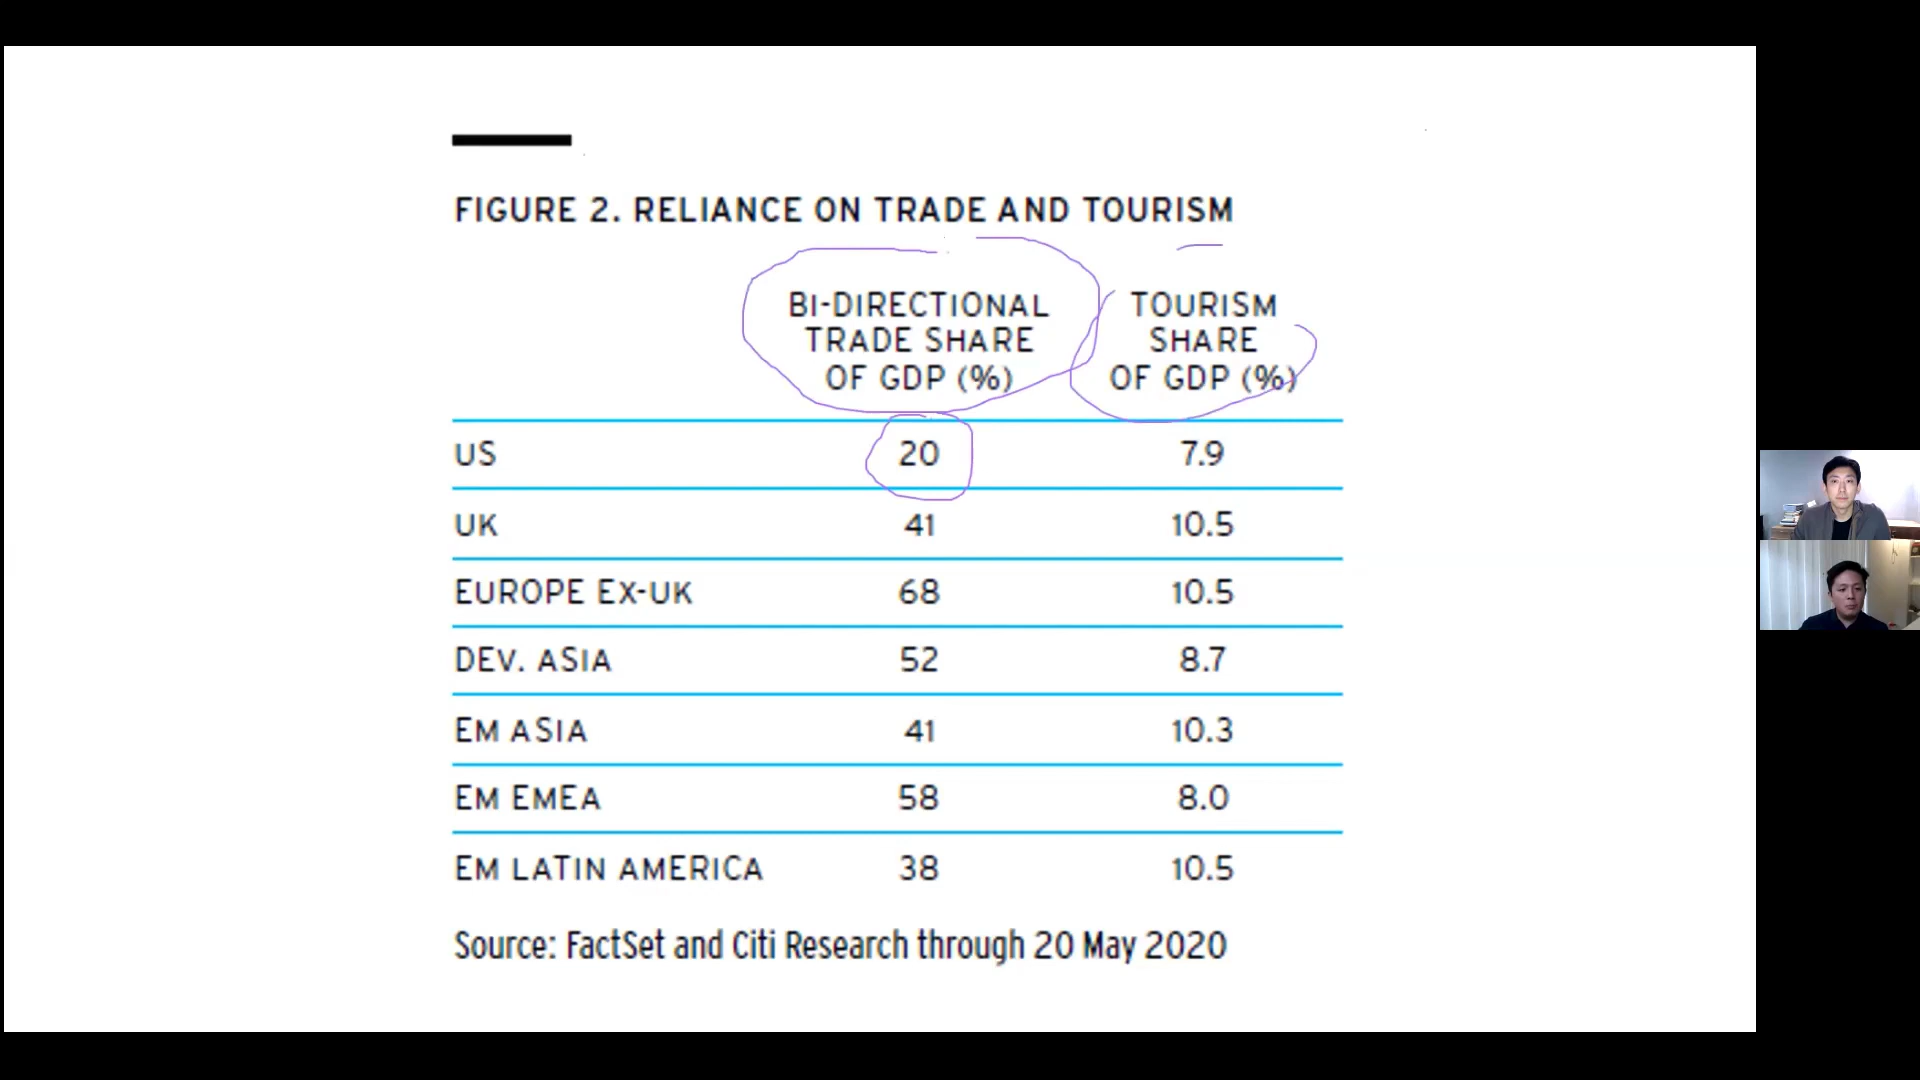 FIGURE 2. RELIANCE ON TRADE AND TOURISM
BI-DIRECTIONAL TRADE SHARE OF GDP (%)
TOURISM SHARE OF GDP (%)
US 20 7.9
UK 41 10.5
EUROPE EX-UK 68 10.5
DEV. ASIA 52 8.7
EM ASIA 41 10.3
EM EMEA 58 8.0
EM LATIN AMERICA 38 10.5
Source: FactSet and Citi Research through 20 May 2020